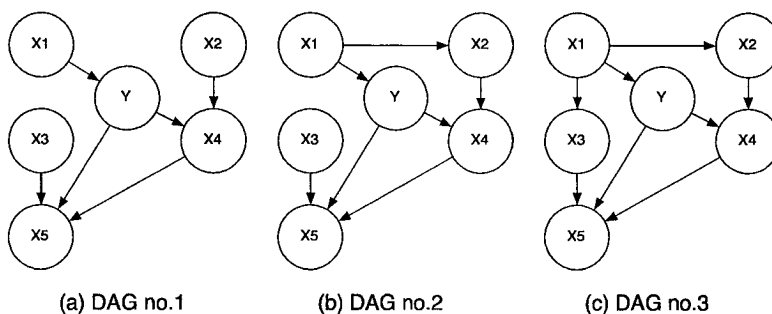 X1
X2
Y
X3
X4
X5
(a) DAG no.1
X1
X2
Y
X3
X4
X5
(b) DAG no.2
X1
X2
Y
X3
X4
X5
(c) DAG no.3